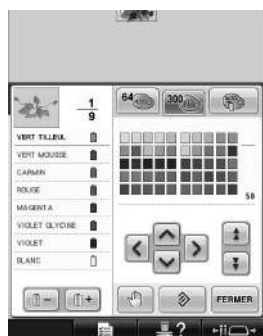 1
9
64
300
VERT TILLEUL
VERT MOUSSE
CARMIN
ROUGE
MAGENTA
VIOLET GLYCINE
VIOLET
BLANC
58
- +
FERMER
?